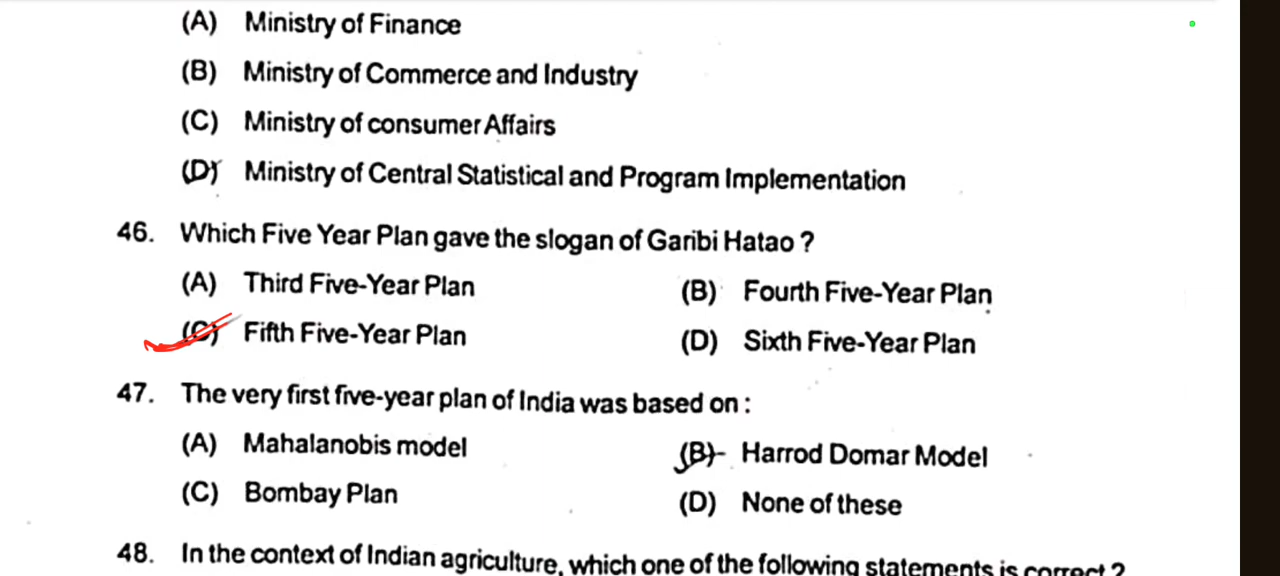 (A) Ministry of Finance
(B) Ministry of Commerce and Industry
(C) Ministry of consumer Affairs
(D) Ministry of Central Statistical and Program Implementation
46. Which Five Year Plan gave the slogan of Garibi Hatao ?
(A) Third Five-Year Plan (B) Fourth Five-Year Plan
(C) Fifth Five-Year Plan (D) Sixth Five-Year Plan
47. The very first five-year plan of India was based on :
(A) Mahalanobis model (B) Harrod Domar Model
(C) Bombay Plan (D) None of these
48. In the context of Indian agriculture, which one of the following statements is correct ?